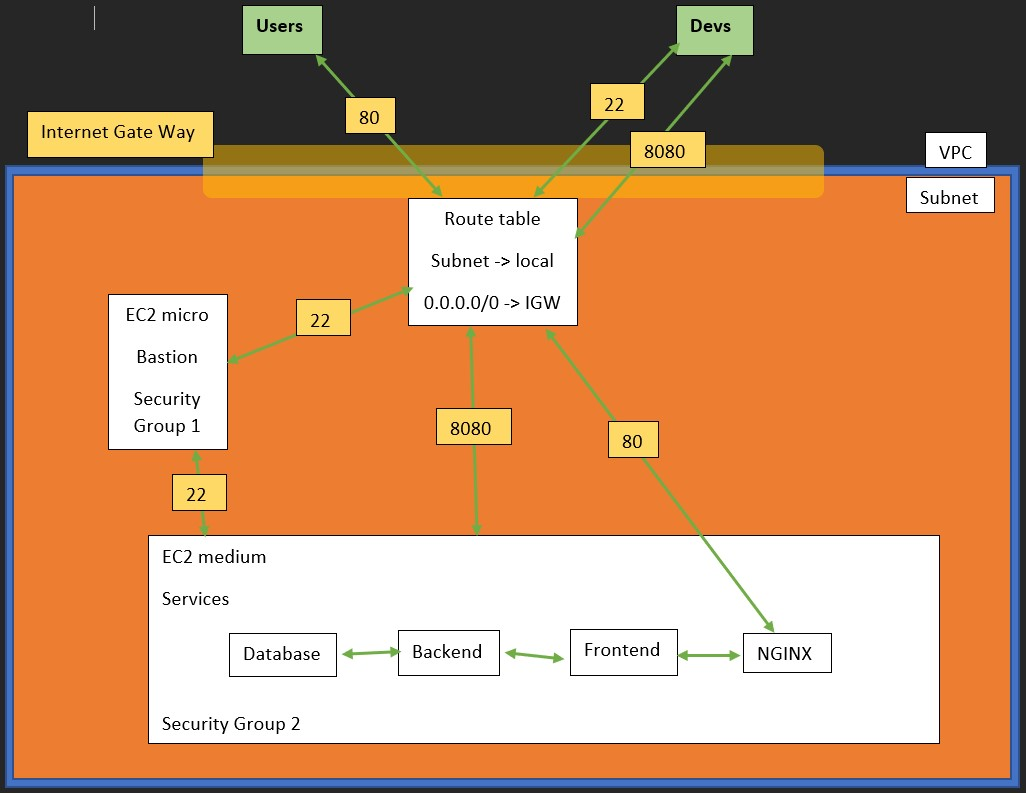 Users
Devs
80
22
8080
Internet Gate Way
VPC
Subnet
Route table
Subnet -> local
0.0.0.0/0 -> IGW
EC2 micro
Bastion
Security
Group 1
22
8080
80
22
EC2 medium
Services
Database
Backend
Frontend
NGINX
Security Group 2